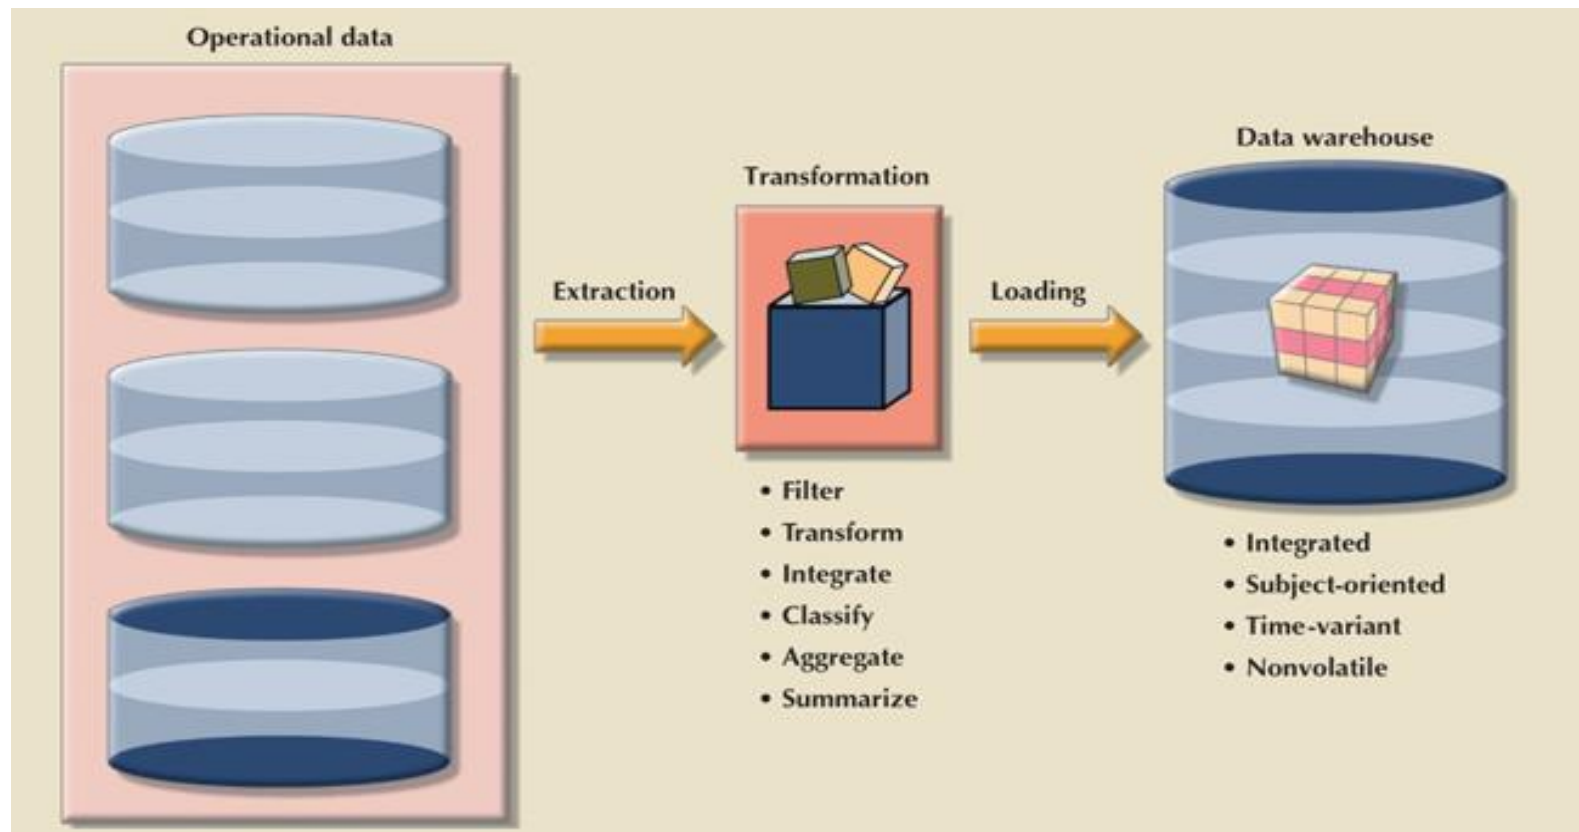 Operational data
Extraction
Transformation
• Filter
• Transform
• Integrate
• Classify
• Aggregate
• Summarize
Loading
Data warehouse
• Integrated
• Subject-oriented
• Time-variant
• Nonvolatile